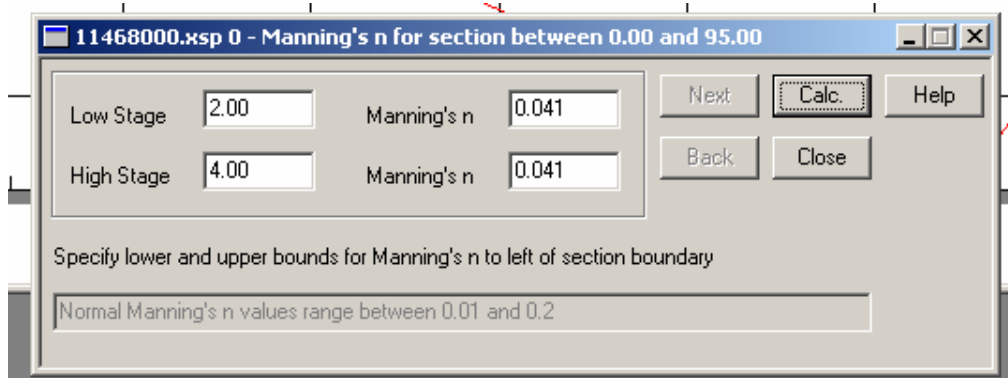 11468000.xsp 0 - Manning's n for section between 0.00 and 95.00
Low Stage 2.00 Manning's n 0.041 Next Calc. Help
High Stage 4.00 Manning's n 0.041 Back Close
Specify lower and upper bounds for Manning's n to left of section boundary
Normal Manning's n values range between 0.01 and 0.2